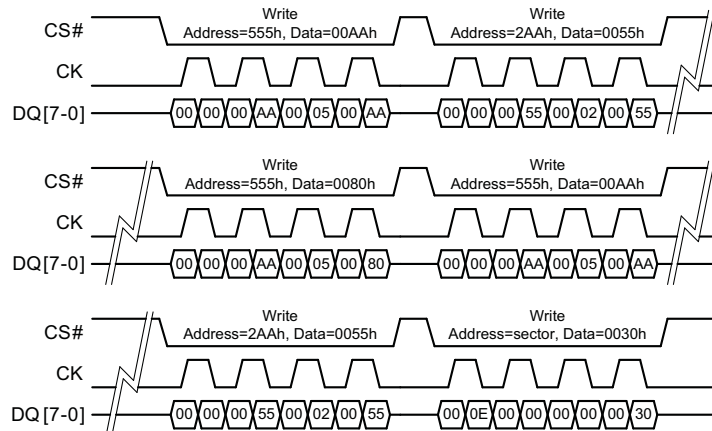 Write Write
CS# Address=555h, Data=00AAh Address=2AAh, Data=0055h
CK
DQ[7-0] 00 00 00 AA 00 05 00 AA 00 00 00 55 00 02 00 55
Write Write
CS# Address=555h, Data=0080h Address=555h, Data=00AAh
CK
DQ[7-0] 00 00 00 AA 00 05 00 80 00 00 00 AA 00 05 00 AA
Write Write
CS# Address=2AAh, Data=0055h Address=sector, Data=0030h
CK
DQ[7-0] 00 00 00 55 00 02 00 55 00 0E 00 00 00 00 00 30